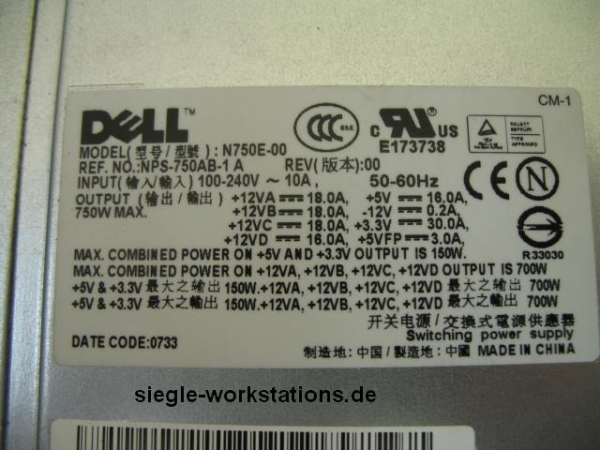 CM-1
DELL™
CCC S&E
C UL US
E173738
MODEL(型号/型號): N750E-00
REF. NO.:NPS-750AB-1 A REV(版本):00
INPUT(输入/輸入) 100-240V ~ 10A, 50-60Hz
OUTPUT (输出/輸出) +12VA 18.0A, +5V 16.0A,
750W MAX. +12VB 18.0A, -12V 0.2A,
+12VC 18.0A, +3.3V 30.0A,
+12VD 16.0A, +5VFP 3.0A,
CE N
R33030
MAX. COMBINED POWER ON +5V AND +3.3V OUTPUT IS 150W.
MAX. COMBINED POWER ON +12VA, +12VB, +12VC, +12VD OUTPUT IS 700W
+5V & +3.3V 最大之输出 150W.+12VA, +12VB, +12VC, +12VD 最大之输出 700W
+5V & +3.3V 最大之輸出 150W.+12VA, +12VB, +12VC, +12VD 最大之輸出 700W
开关电源/交換式電源供應器
Switching power supply
DATE CODE:0733
制造地: 中国/製造地: 中國 MADE IN CHINA
siegle-workstations.de